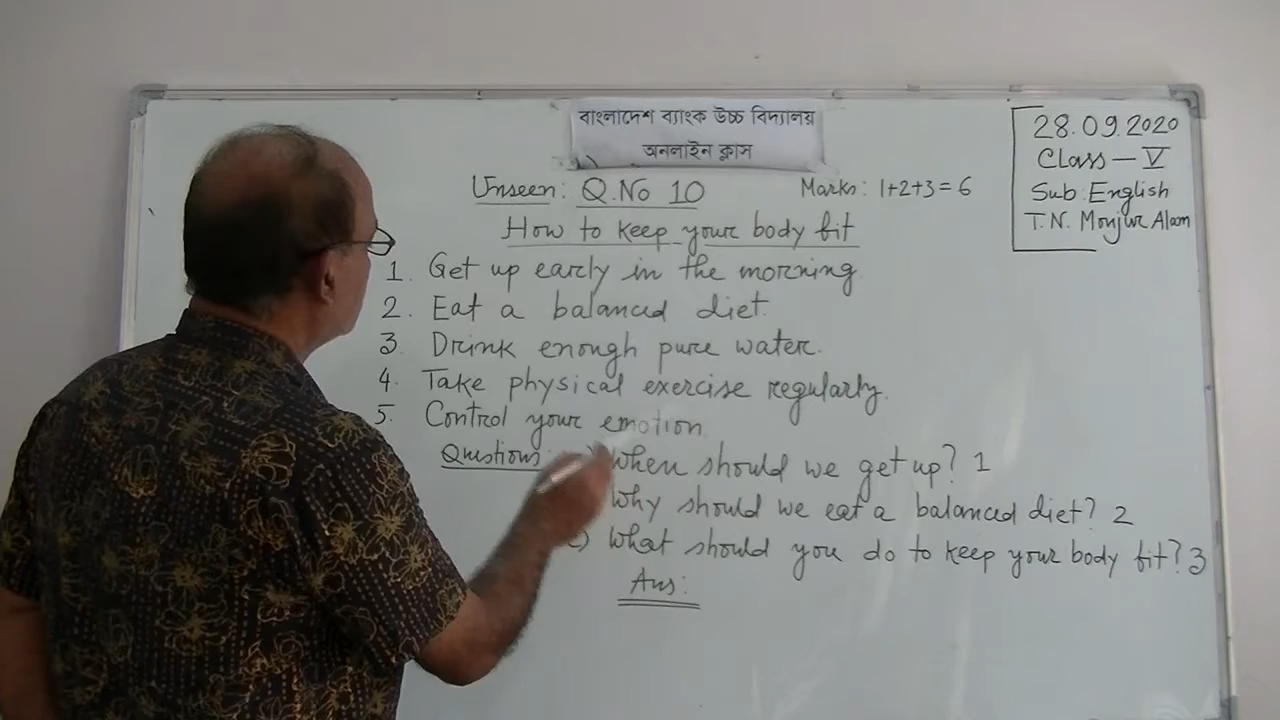 বাংলাদেশ ব্যাংক উচ্চ বিদ্যালয়
অনলাইন ক্লাস
28.09.2020
Class — V
Sub: English
T.N. Monjur Alam
Unseen: Q.No 10 Marks: 1+2+3=6
How to keep your body fit
1. Get up early in the morning.
2. Eat a balanced diet.
3. Drink enough pure water.
4. Take physical exercise regularly.
5. Control your emotion.
Questions: When should we get up? 1
Why should we eat a balanced diet? 2
c) What should you do to keep your body fit? 3
Ans: